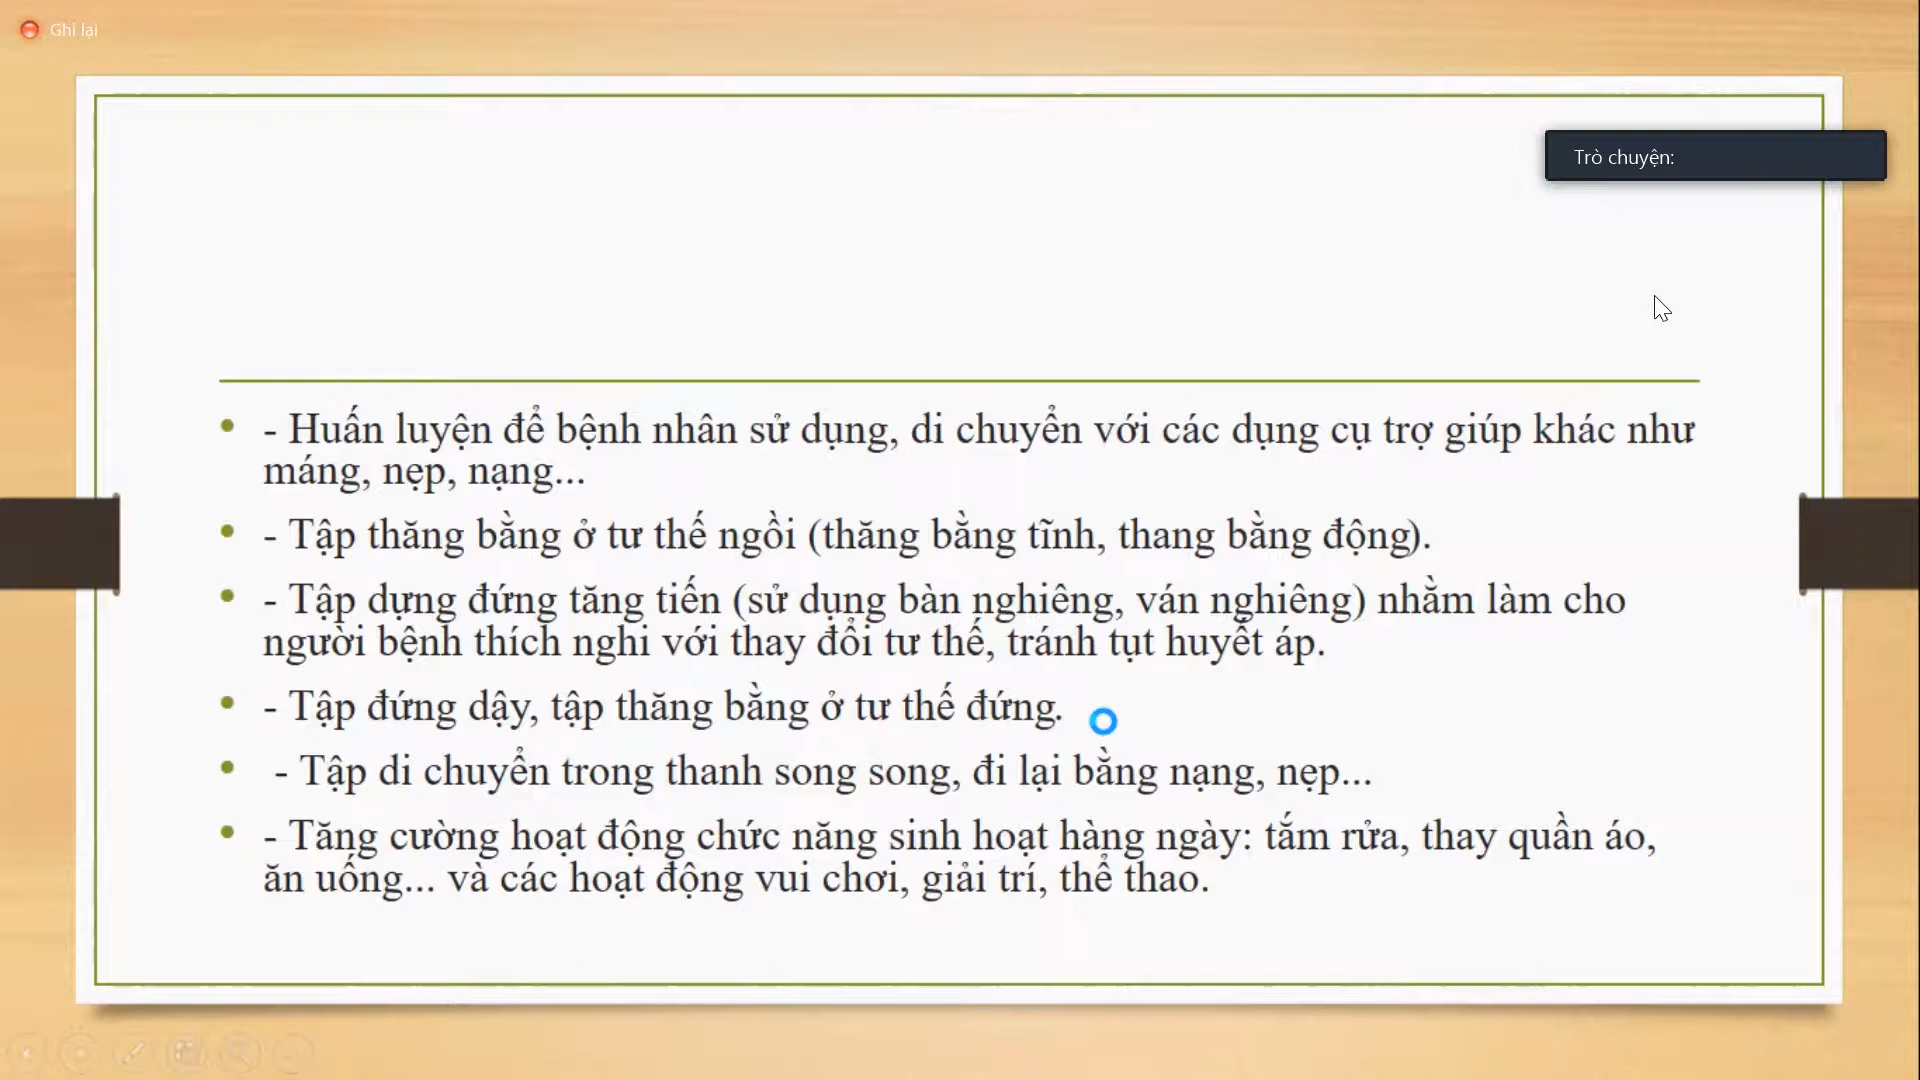 Ghi lại
Trò chuyện:
- Huấn luyện để bệnh nhân sử dụng, di chuyển với các dụng cụ trợ giúp khác như
máng, nẹp, nạng...
- Tập thăng bằng ở tư thế ngồi (thăng bằng tĩnh, thang bằng động).
- Tập dựng đứng tăng tiến (sử dụng bàn nghiêng, ván nghiêng) nhằm làm cho
người bệnh thích nghi với thay đổi tư thế, tránh tụt huyết áp.
- Tập đứng dậy, tập thăng bằng ở tư thế đứng.
- Tập di chuyển trong thanh song song, đi lại bằng nạng, nẹp...
- Tăng cường hoạt động chức năng sinh hoạt hàng ngày: tắm rửa, thay quần áo,
ăn uống... và các hoạt động vui chơi, giải trí, thể thao.